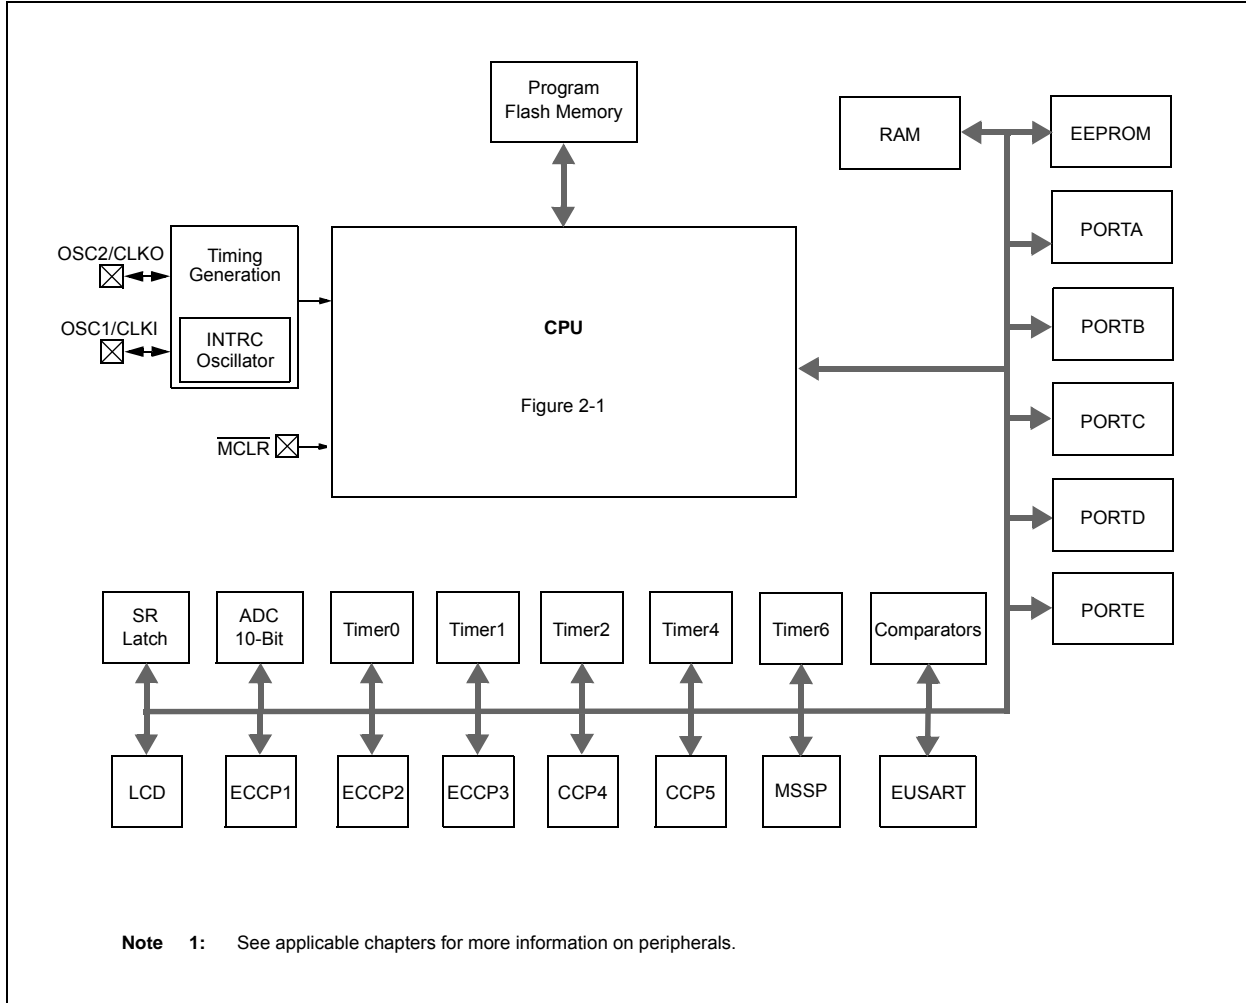 Program
Flash Memory
RAM
EEPROM
PORTA
OSC2/CLKO
Timing
Generation
OSC1/CLKI
INTRC
Oscillator
CPU
PORTB
Figure 2-1
PORTC
MCLR
PORTD
SR
Latch
ADC
10-Bit
Timer0
Timer1
Timer2
Timer4
Timer6
Comparators
PORTE
LCD
ECCP1
ECCP2
ECCP3
CCP4
CCP5
MSSP
EUSART
Note 1: See applicable chapters for more information on peripherals.